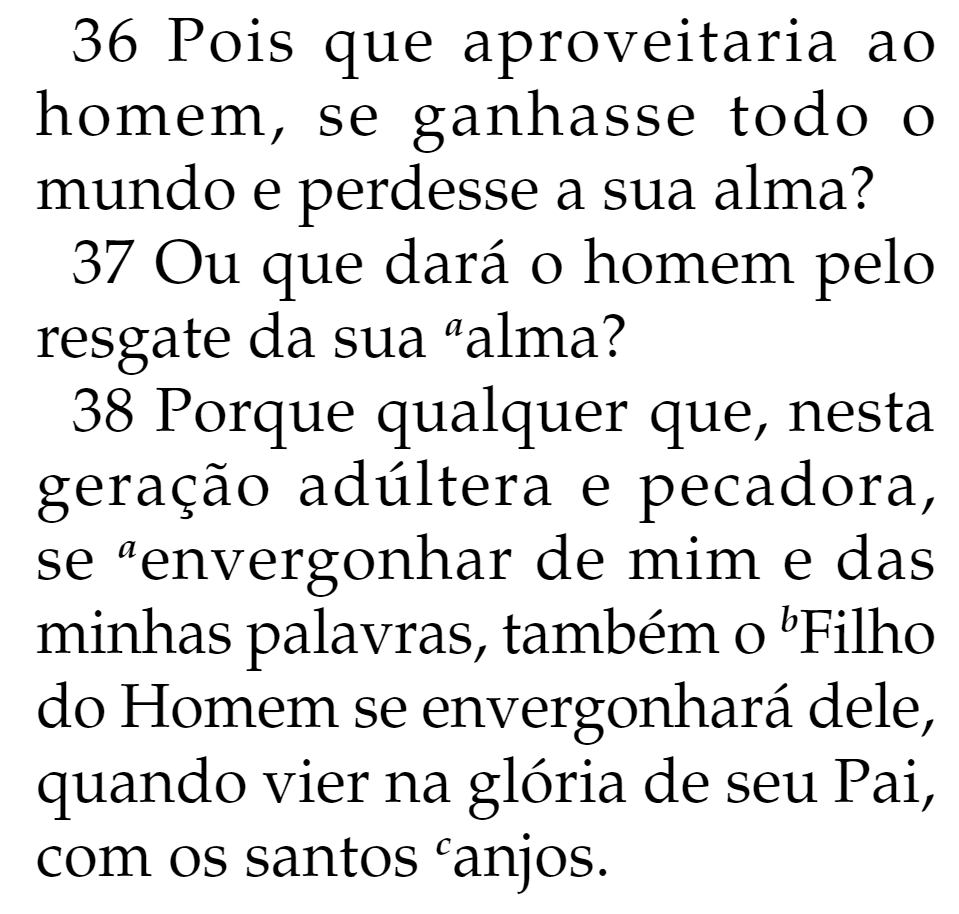 36 Pois que aproveitaria ao
homem, se ganhasse todo o
mundo e perdesse a sua alma?
37 Ou que dará o homem pelo
resgate da sua ᵃalma?
38 Porque qualquer que, nesta
geração adúltera e pecadora,
se ᵃenvergonhar de mim e das
minhas palavras, também o ᵇFilho
do Homem se envergonhará dele,
quando vier na glória de seu Pai,
com os santos ᶜanjos.